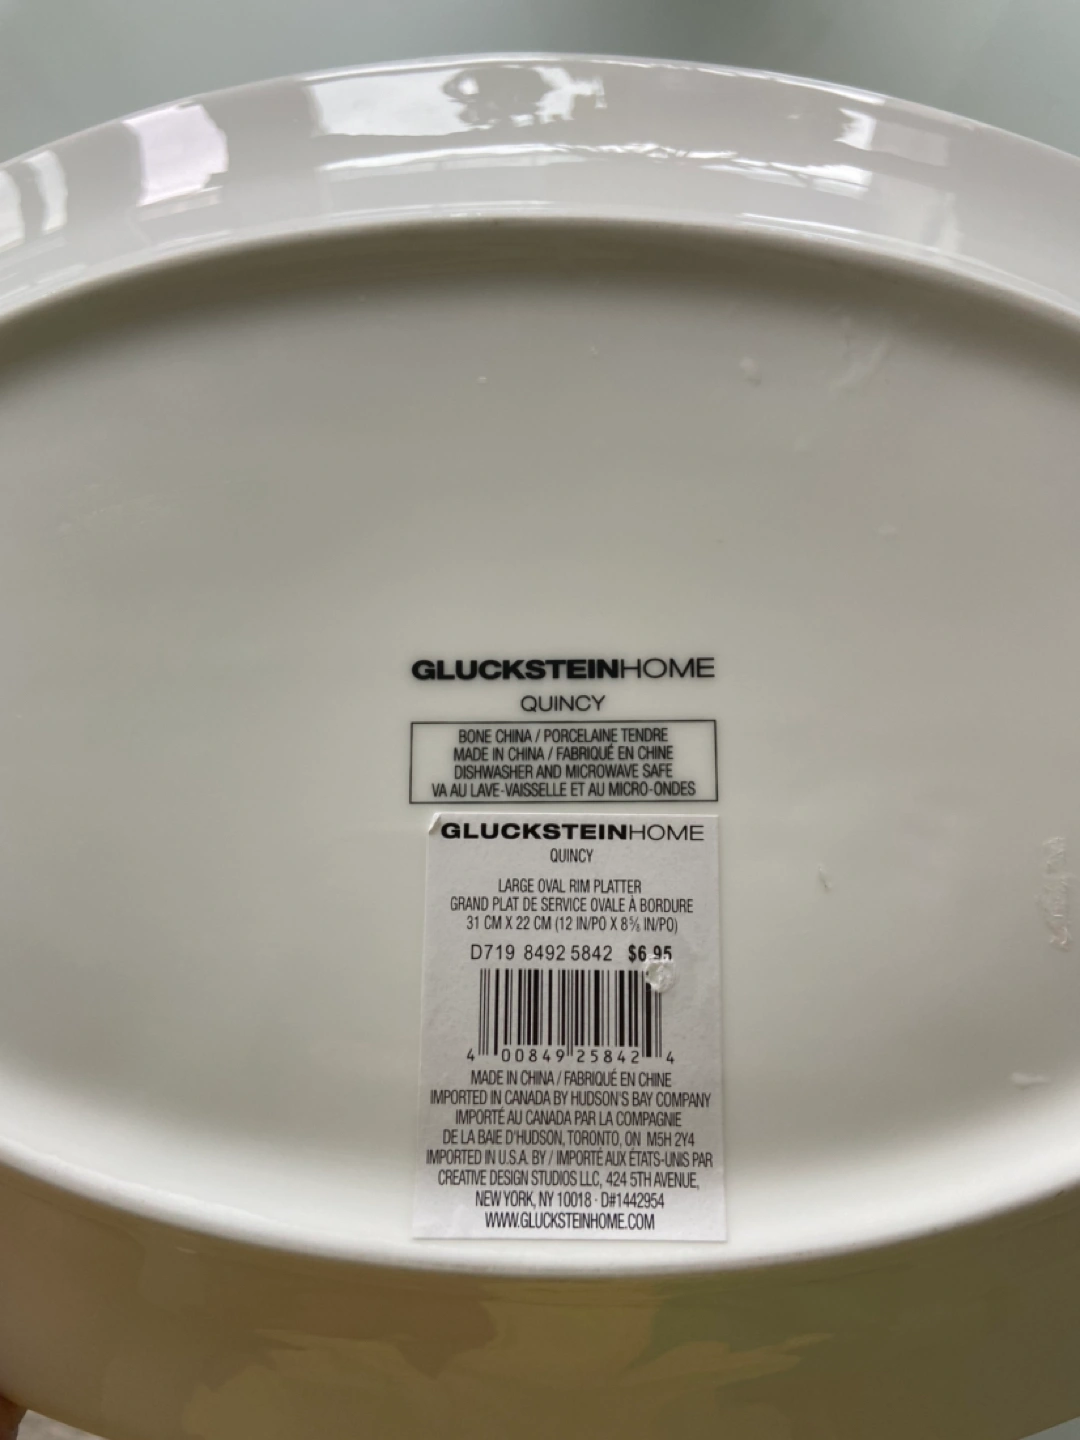 GLUCKSTEINHOME
QUINCY
BONE CHINA / PORCELAINE TENDRE
MADE IN CHINA / FABRIQUÉ EN CHINE
DISHWASHER AND MICROWAVE SAFE
VA AU LAVE-VAISSELLE ET AU MICRO-ONDES
GLUCKSTEINHOME
QUINCY
LARGE OVAL RIM PLATTER
GRAND PLAT DE SERVICE OVALE À BORDURE
31 CM X 22 CM (12 IN/PO X 8⅝ IN/PO)
D719 8492 5842 $6.95
4 00849 25842 4
MADE IN CHINA / FABRIQUÉ EN CHINE
IMPORTED IN CANADA BY HUDSON'S BAY COMPANY
IMPORTÉ AU CANADA PAR LA COMPAGNIE
DE LA BAIE D'HUDSON, TORONTO, ON M5H 2Y4
IMPORTED IN U.S.A. BY / IMPORTÉ AUX ÉTATS-UNIS PAR
CREATIVE DESIGN STUDIOS LLC, 424 5TH AVENUE,
NEW YORK, NY 10018 · D#1442954
WWW.GLUCKSTEINHOME.COM